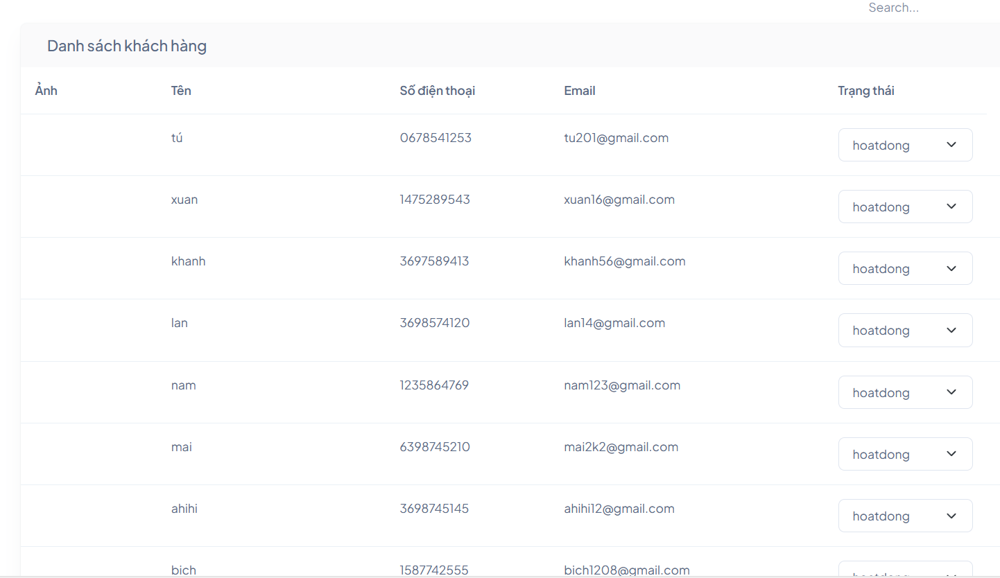 Search...
Danh sách khách hàng
Ảnh Tên Số điện thoại Email Trạng thái
tú 0678541253 tu201@gmail.com hoatdong
xuan 1475289543 xuan16@gmail.com hoatdong
khanh 3697589413 khanh56@gmail.com hoatdong
lan 3698574120 lan14@gmail.com hoatdong
nam 1235864769 nam123@gmail.com hoatdong
mai 6398745210 mai2k2@gmail.com hoatdong
ahihi 3698745145 ahihi12@gmail.com hoatdong
bich 1587742555 bich1208@gmail.com